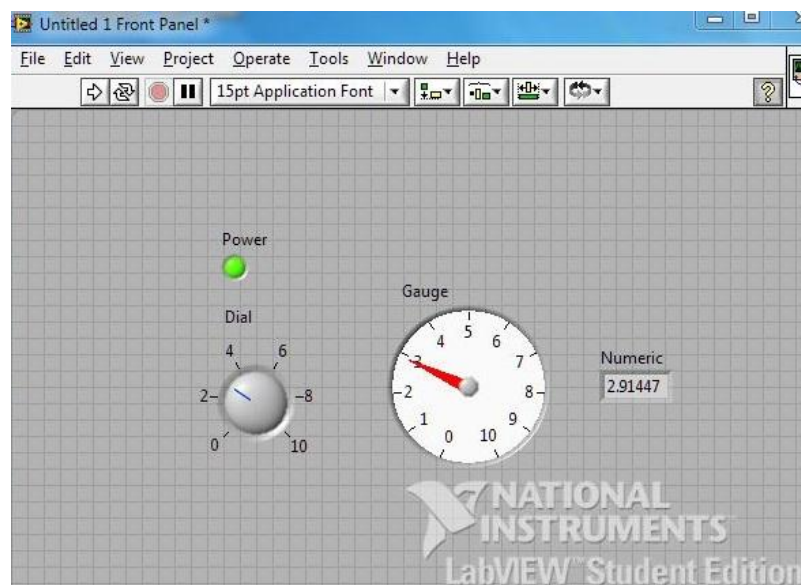 Untitled 1 Front Panel *
File Edit View Project Operate Tools Window Help
15pt Application Font
Power
Dial
4 6
2 8
0 10
Gauge
5
4 6
3 7
2 8
1 9
0 10
Numeric
2.91447
NATIONAL
INSTRUMENTS
LabVIEW™ Student Edition